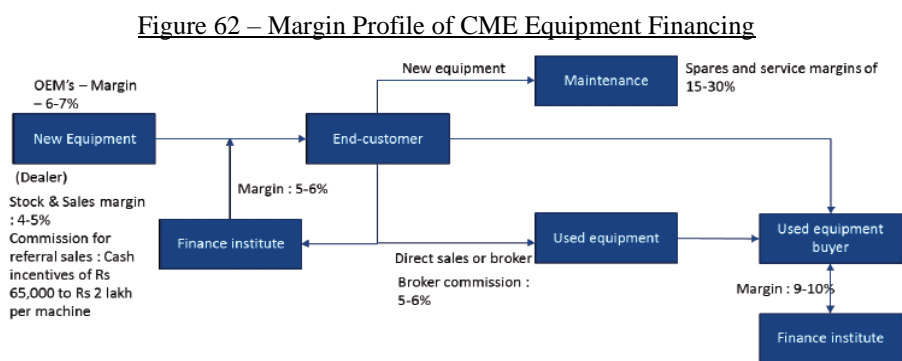 Figure 62 – Margin Profile of CME Equipment Financing
OEM's – Margin
– 6-7%
New Equipment
(Dealer)
Stock & Sales margin
: 4-5%
Commission for
referral sales : Cash
incentives of Rs
65,000 to Rs 2 lakh
per machine
Margin : 5-6%
Finance institute
End-customer
New equipment
Maintenance
Spares and service margins of
15-30%
Direct sales or broker
Broker commission :
5-6%
Used equipment
Used equipment
buyer
Margin : 9-10%
Finance institute